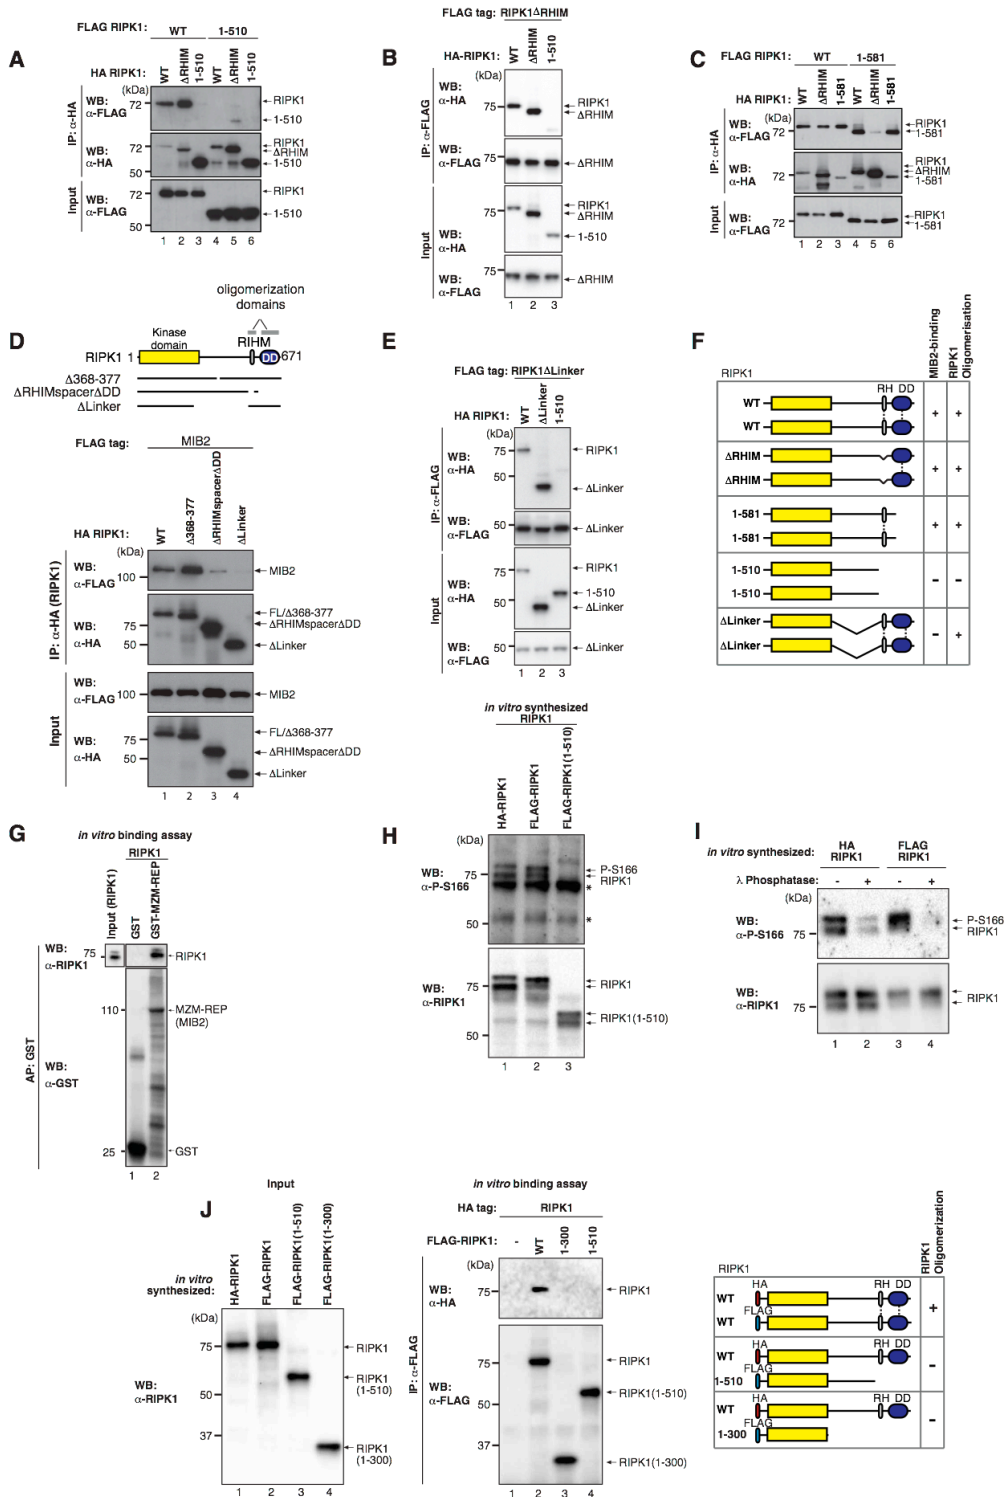 A
FLAG RIPK1: WT 1-510
HA RIPK1: WT ΔRHIM 1-510 WT ΔRHIM 1-510
(kDa)
IP: α-HA
WB: α-FLAG 72 RIPK1
1-510
WB: α-HA 72 50 RIPK1
ΔRHIM
1-510
Input
WB: α-FLAG 72 50 RIPK1
1-510
1 2 3 4 5 6
B
FLAG tag: RIPK1ΔRHIM
HA-RIPK1: WT ΔRHIM 1-510
(kDa)
IP: α-FLAG
WB: α-HA 75 RIPK1
ΔRHIM
WB: α-FLAG 75 50 ΔRHIM
Input
WB: α-HA 75 50 RIPK1
ΔRHIM
1-510
WB: α-FLAG 75 ΔRHIM
1 2 3
C
FLAG RIPK1: WT 1-581
HA RIPK1: WT ΔRHIM 1-581 WT ΔRHIM 1-581
(kDa)
IP: α-HA
WB: α-FLAG 72 RIPK1
1-581
WB: α-HA 72 RIPK1
ΔRHIM
1-581
Input
WB: α-FLAG 72 RIPK1
1-581
1 2 3 4 5 6
D
oligomerization
domains
Kinase
domain
RIHM
RIPK1 1 DD 671
Δ368-377
ΔRHIMspacerΔDD
ΔLinker
FLAG tag: MIB2
HA RIPK1: WT Δ368-377 ΔRHIMspacerΔDD ΔLinker
(kDa)
IP: α-HA (RIPK1)
WB: α-FLAG 100 MIB2
WB: α-HA 75 50 FL/Δ368-377
ΔRHIMspacerΔDD
ΔLinker
Input
WB: α-FLAG 100 MIB2
WB: α-HA 75 50 FL/Δ368-377
ΔRHIMspacerΔDD
ΔLinker
1 2 3 4
E
FLAG tag: RIPK1ΔLinker
HA RIPK1: WT ΔLinker 1-510
(kDa)
IP: α-FLAG
WB: α-HA 75 50 RIPK1
ΔLinker
WB: α-FLAG 50 ΔLinker
Input
WB: α-HA 75 50 RIPK1
1-510
ΔLinker
WB: α-FLAG 50 ΔLinker
1 2 3
F
RIPK1 MIB2-binding RIPK1 Oligomerisation
RH DD
WT
WT + +
ΔRHIM
ΔRHIM + +
1-581
1-581 + +
1-510
1-510 - -
ΔLinker
ΔLinker - +
G
in vitro binding assay
RIPK1
Input (RIPK1) GST GST-MZM-REP
WB: α-RIPK1 75 RIPK1
AP: GST
WB: α-GST 110 25 MZM-REP
(MIB2)
GST
1 2
H
in vitro synthesized
RIPK1
HA-RIPK1 FLAG-RIPK1 FLAG-RIPK1(1-510)
(kDa)
WB: α-P-S166 75 50 P-S166
RIPK1
*
*
WB: α-RIPK1 75 50 RIPK1
RIPK1(1-510)
1 2 3
I
in vitro synthesized: HA RIPK1 FLAG RIPK1
λ Phosphatase: - + - +
(kDa)
WB: α-P-S166 75 P-S166
RIPK1
WB: α-RIPK1 75 RIPK1
1 2 3 4
J
Input
in vitro
synthesized: HA-RIPK1 FLAG-RIPK1 FLAG-RIPK1(1-510) FLAG-RIPK1(1-300)
(kDa)
WB: α-RIPK1 75 50 37 RIPK1
RIPK1
(1-510)
RIPK1
(1-300)
1 2 3 4
in vitro binding assay
HA tag: RIPK1
FLAG-RIPK1: - WT 1-300 1-510
(kDa)
IP: α-FLAG
WB: α-HA 75 RIPK1
WB: α-FLAG 75 50 37 RIPK1
RIPK1(1-510)
RIPK1(1-300)
1 2 3 4
RIPK1 RIPK1 Oligomerization
HA RH DD
WT
FLAG
WT +
HA RH DD
WT
FLAG
1-510 -
HA RH DD
WT
FLAG
1-300 -